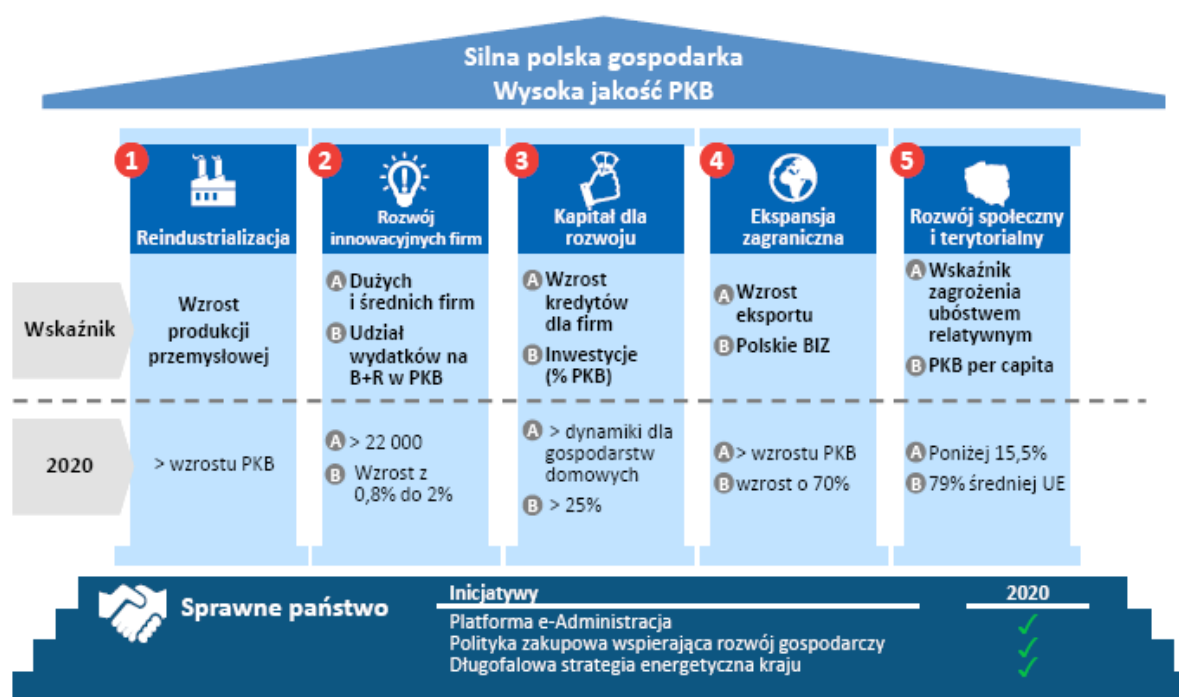 Silna polska gospodarka
Wysoka jakość PKB
1
Reindustrializacja
2
Rozwój
innowacyjnych firm
3
Kapitał dla
rozwoju
4
Ekspansja
zagraniczna
5
Rozwój społeczny
i terytorialny
Wskaźnik
Wzrost
produkcji
przemysłowej
A Dużych
i średnich firm
B Udział
wydatków na
B+R w PKB
A Wzrost
kredytów
dla firm
B Inwestycje
(% PKB)
A Wzrost
eksportu
B Polskie BIZ
A Wskaźnik
zagrożenia
ubóstwem
relatywnym
B PKB per capita
2020
> wzrostu PKB
A > 22 000
B Wzrost z
0,8% do 2%
A > dynamiki dla
gospodarstw
domowych
B > 25%
A > wzrostu PKB
B wzrost o 70%
A Poniżej 15,5%
B 79% średniej UE
Sprawne państwo
Inicjatywy 2020
Platforma e-Administracja ✓
Polityka zakupowa wspierająca rozwój gospodarczy ✓
Długofalowa strategia energetyczna kraju ✓